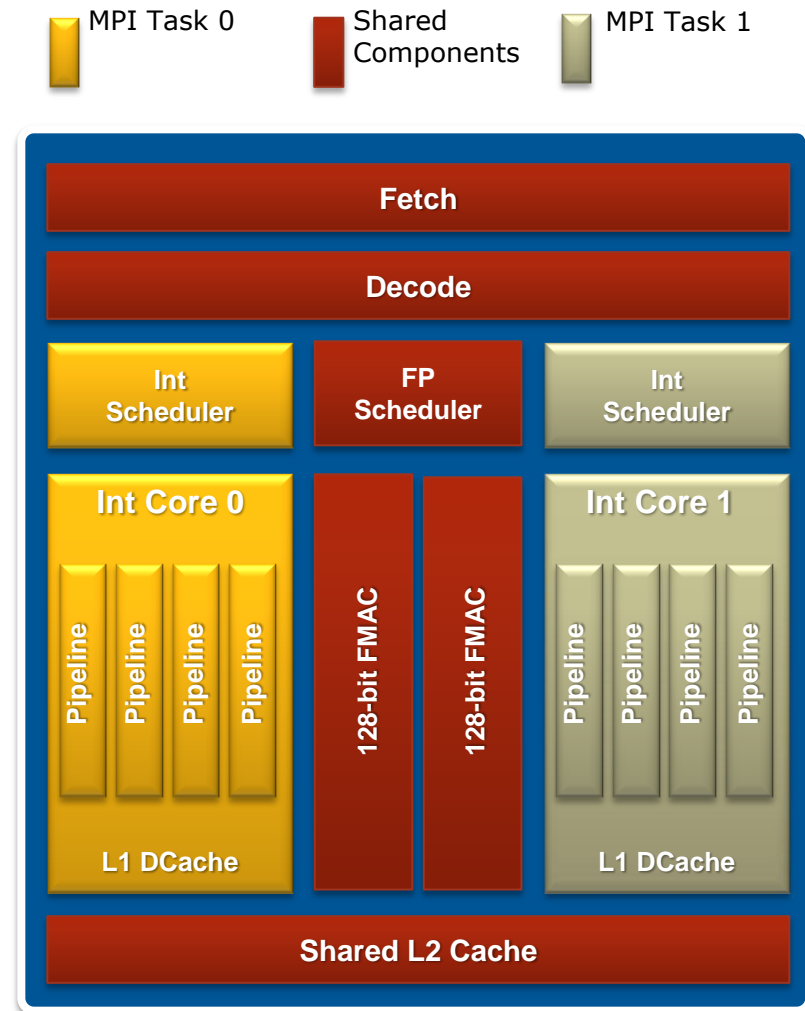 MPI Task 0
Shared
Components
MPI Task 1
Fetch
Decode
Int
Scheduler
FP
Scheduler
Int
Scheduler
Int Core 0
Pipeline
Pipeline
Pipeline
Pipeline
L1 DCache
128-bit FMAC
128-bit FMAC
Int Core 1
Pipeline
Pipeline
Pipeline
Pipeline
L1 DCache
Shared L2 Cache